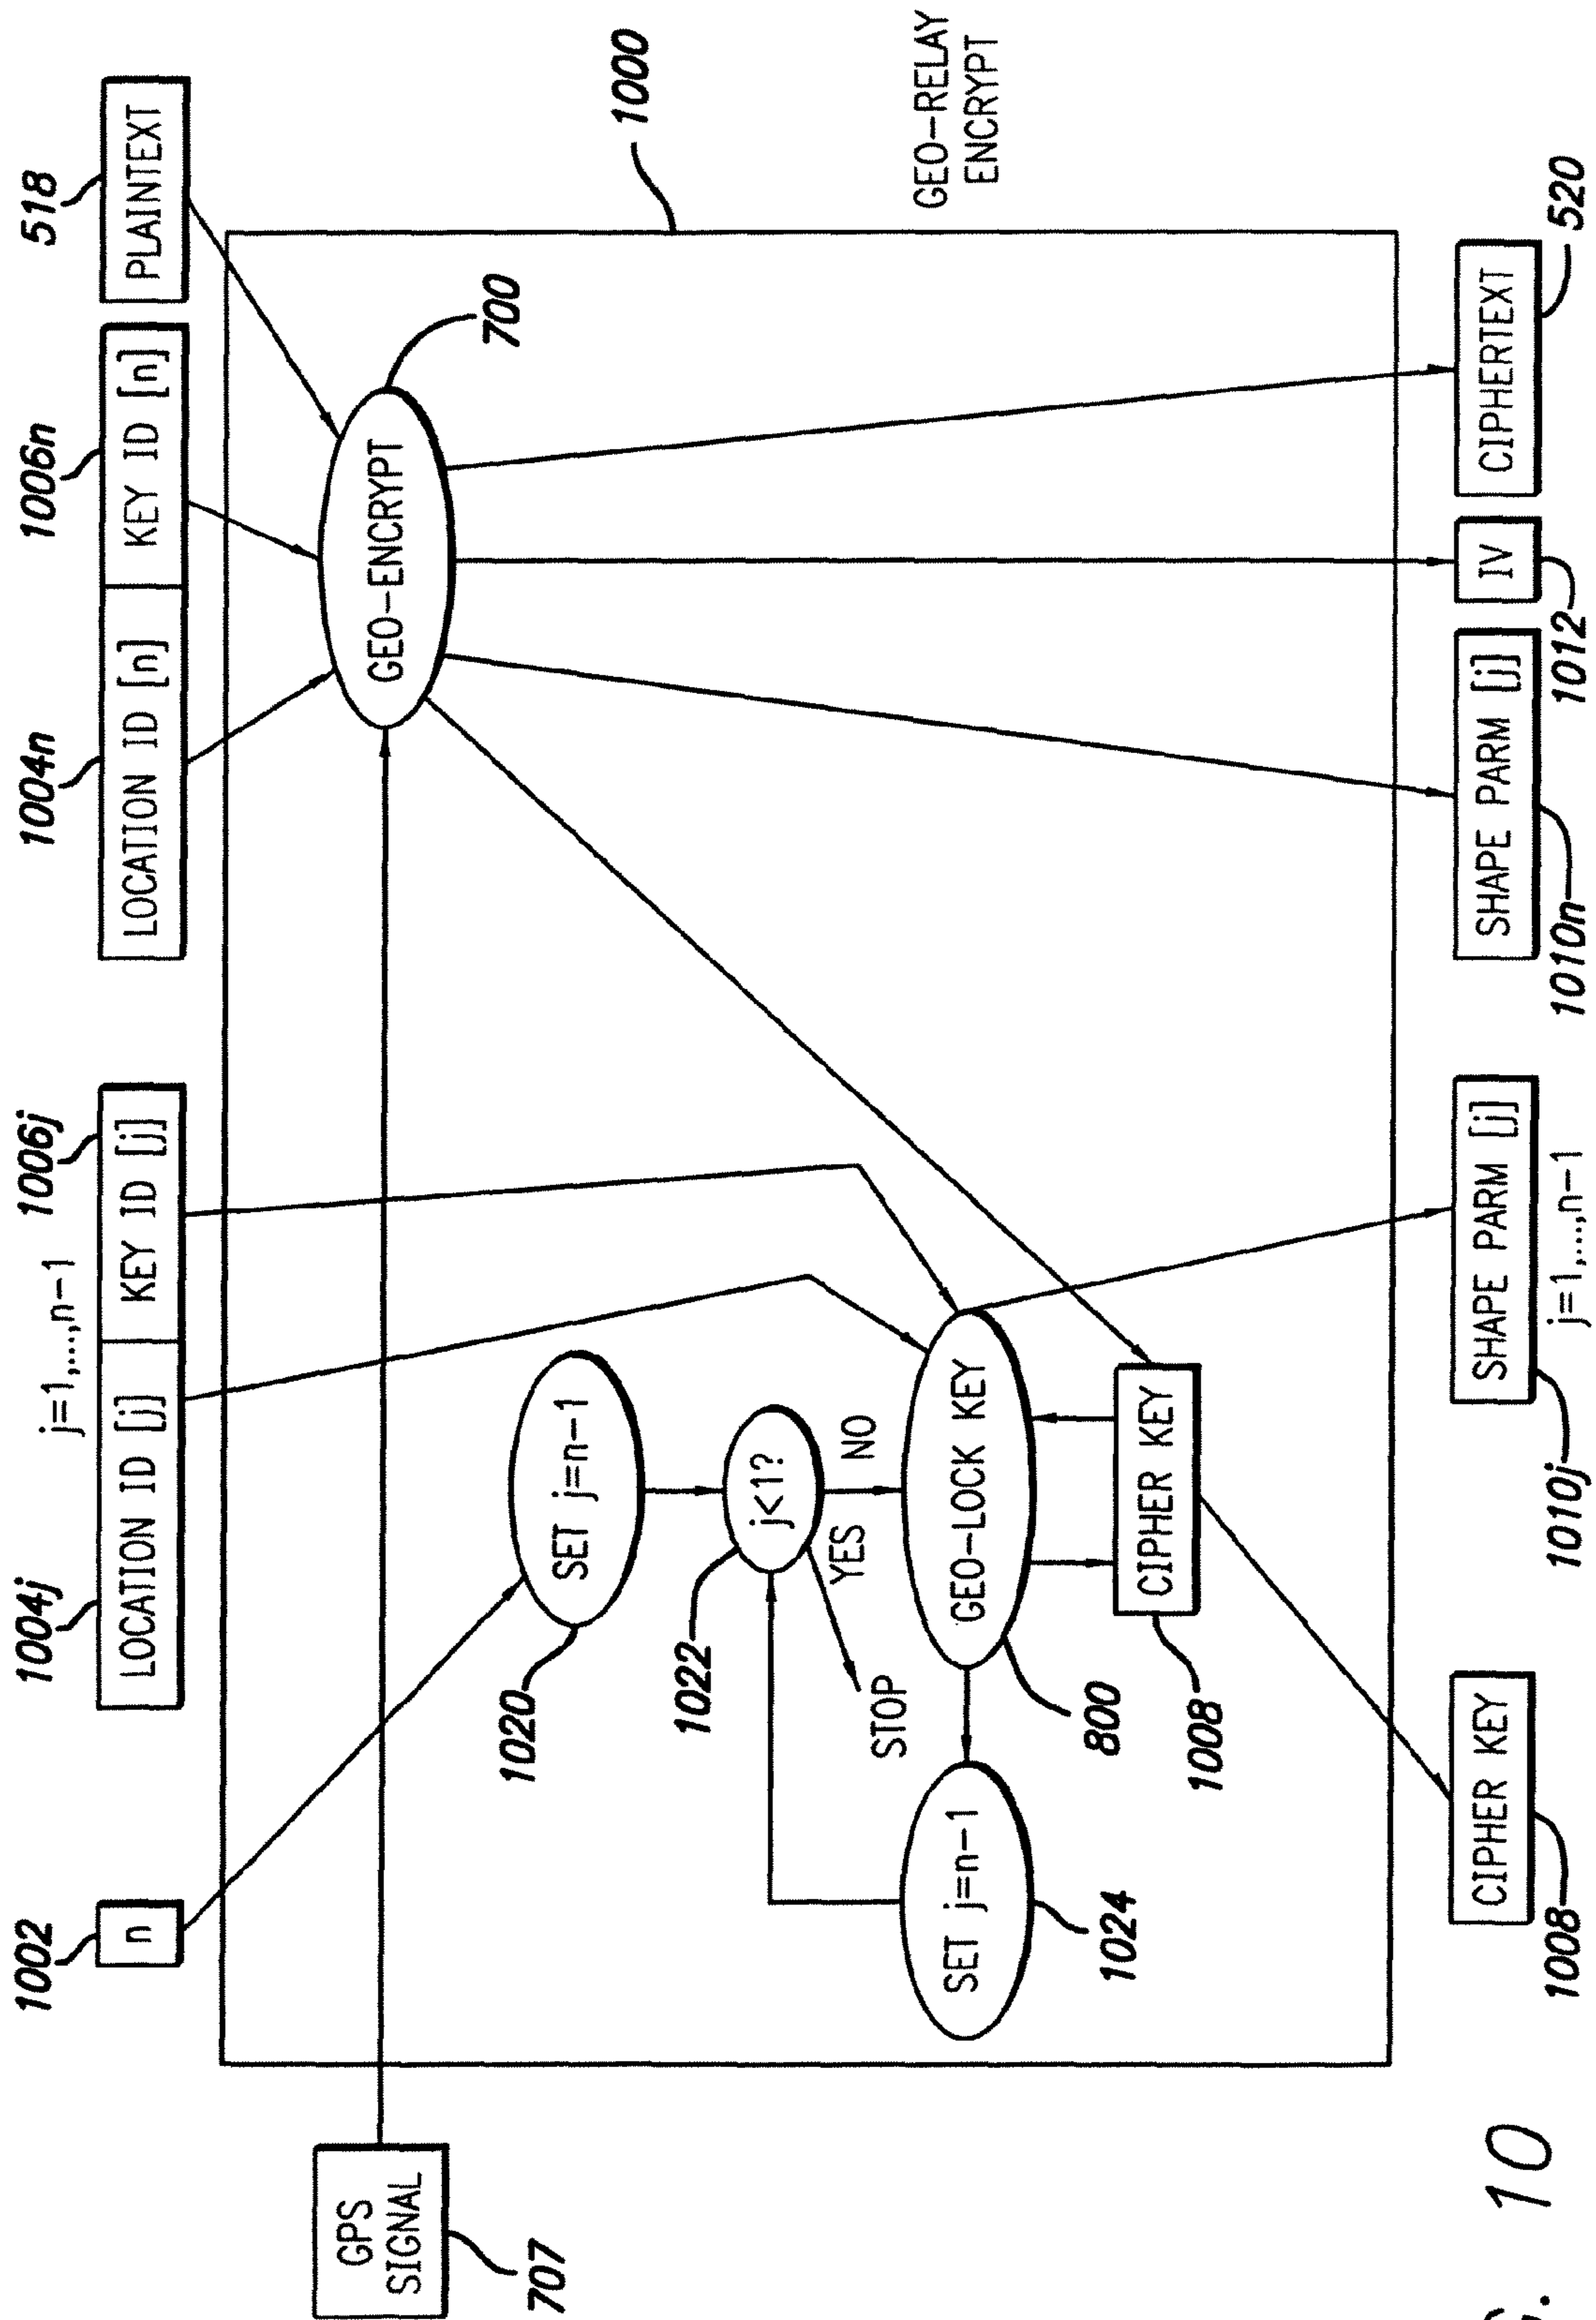 1002
1004j
j=1,...,n-1
1006j
1004n
1006n
518
n
LOCATION ID [j]
KEY ID [j]
LOCATION ID [n]
KEY ID [n]
PLAINTEXT
GPS
SIGNAL
707
GEO-ENCRYPT
700
1000
SET j=n-1
1020
j<1?
1022
YES
NO
STOP
GEO-RELAY
ENCRYPT
SET j=n-1
1024
GEO-LOCK KEY
800
CIPHER KEY
1008
CIPHER KEY
SHAPE PARM [j]
SHAPE PARM [j]
IV
CIPHERTEXT
1008
1010j
j=1,...,n-1
1010n
1012
520
10